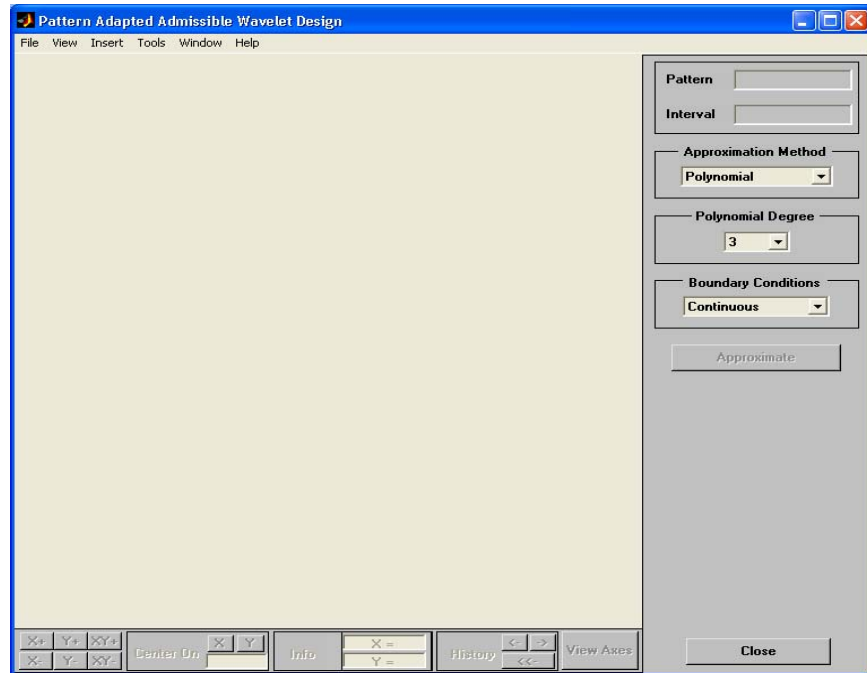 Pattern Adapted Admissible Wavelet Design
File View Insert Tools Window Help
Pattern
Interval
Approximation Method
Polynomial
Polynomial Degree
3
Boundary Conditions
Continuous
Approximate
X+ Y+ XY+
X- Y- XY-
Center On
X Y
Info
X =
Y =
History
<- ->
<<-
View Axes
Close